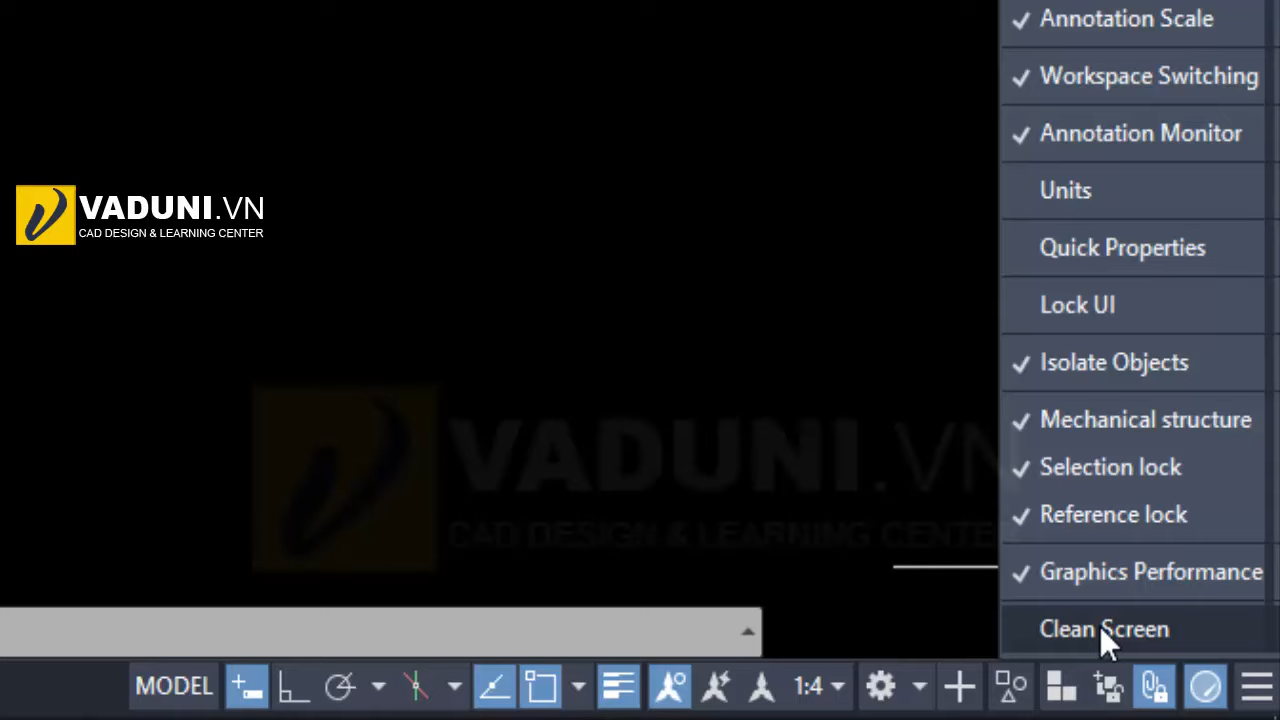 Annotation Scale
Workspace Switching
Annotation Monitor
VADUNI.VN
CAD DESIGN & LEARNING CENTER
Units
Quick Properties
Lock UI
Isolate Objects
Mechanical structure
VADUNI.VN
Selection lock
Reference lock
CAD DESIGN & LEARNING CENTER
Graphics Performance
Clean Screen
MODEL
1:4